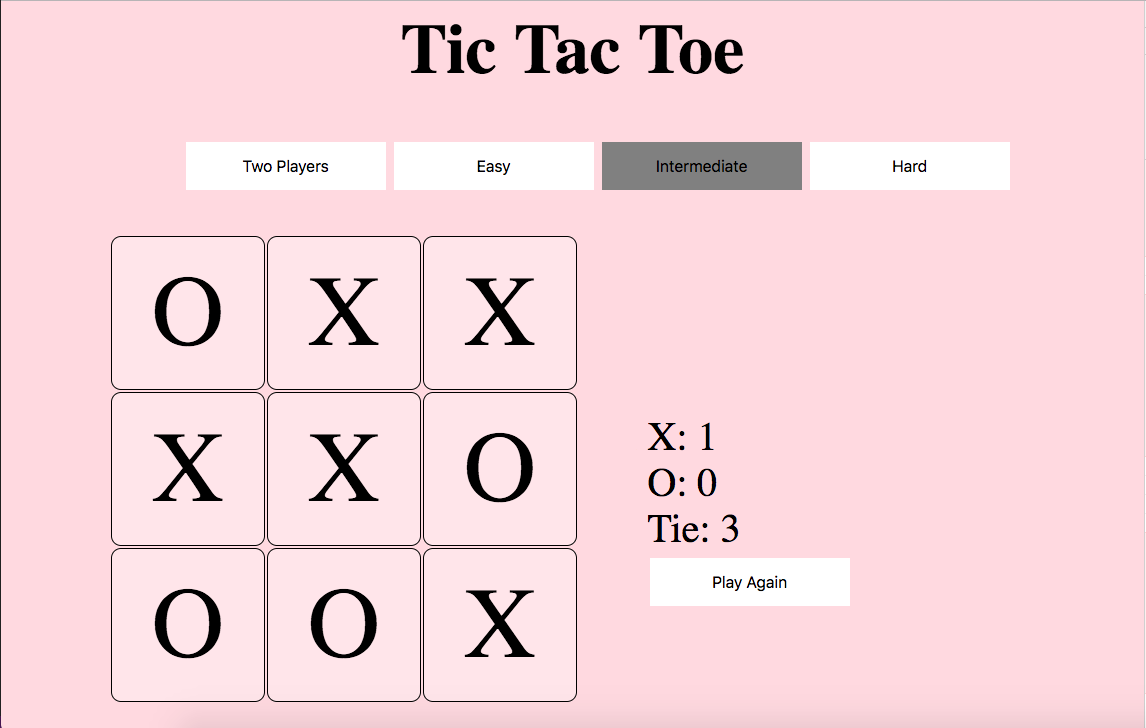 Tic Tac Toe
Two Players Easy Intermediate Hard
O X X
X X O
O O X
X: 1
O: 0
Tie: 3
Play Again